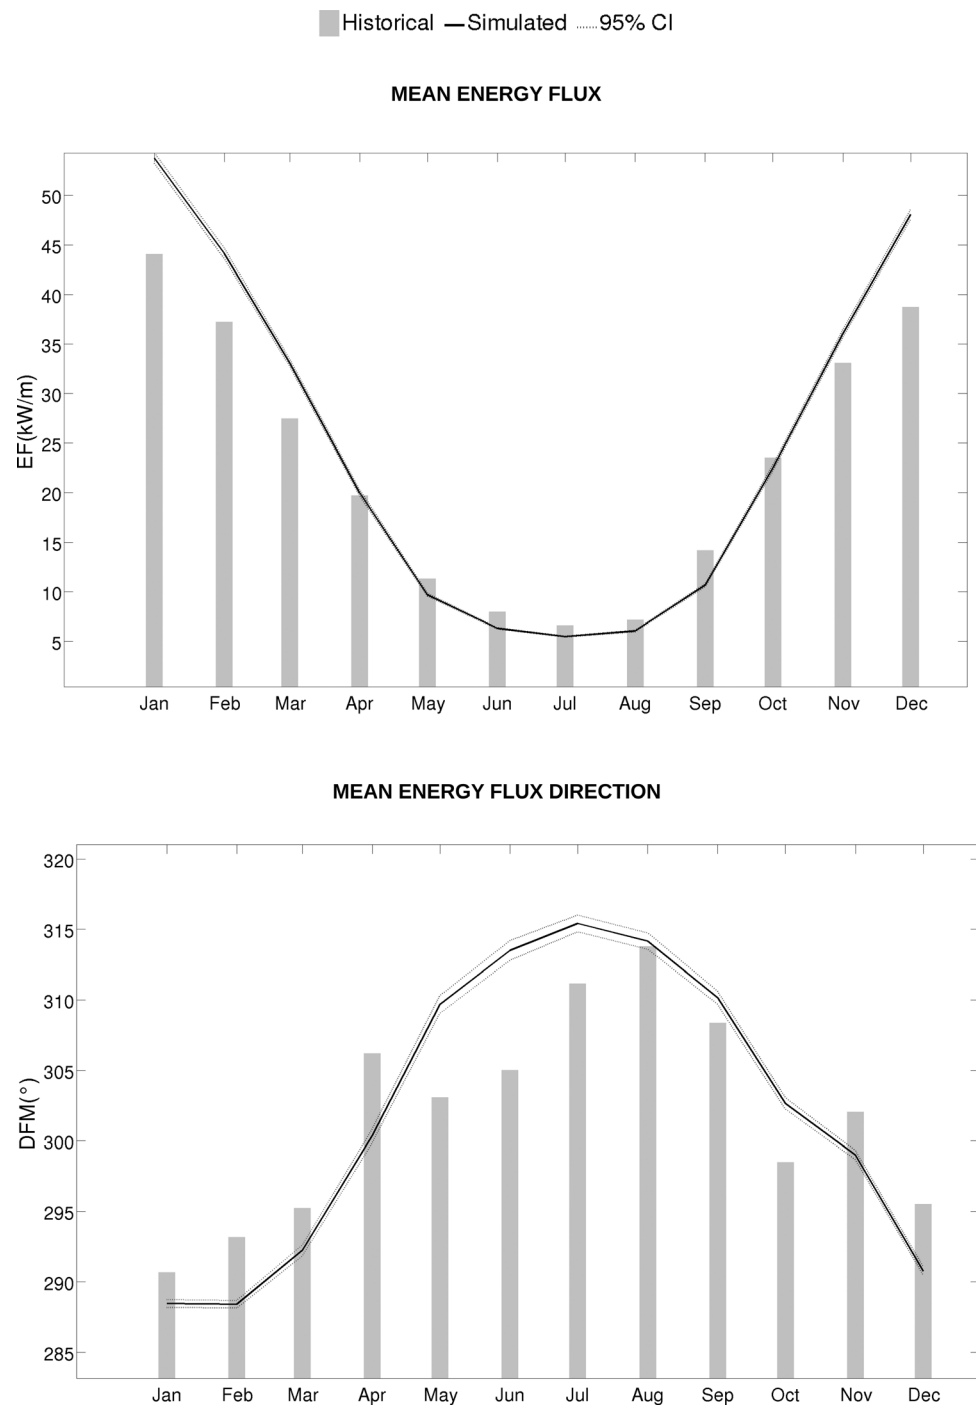 Historical Simulated 95% CI
MEAN ENERGY FLUX
EF(kW/m)
50
45
40
35
30
25
20
15
10
5
Jan Feb Mar Apr May Jun Jul Aug Sep Oct Nov Dec
MEAN ENERGY FLUX DIRECTION
DFM(°)
320
315
310
305
300
295
290
285
Jan Feb Mar Apr May Jun Jul Aug Sep Oct Nov Dec